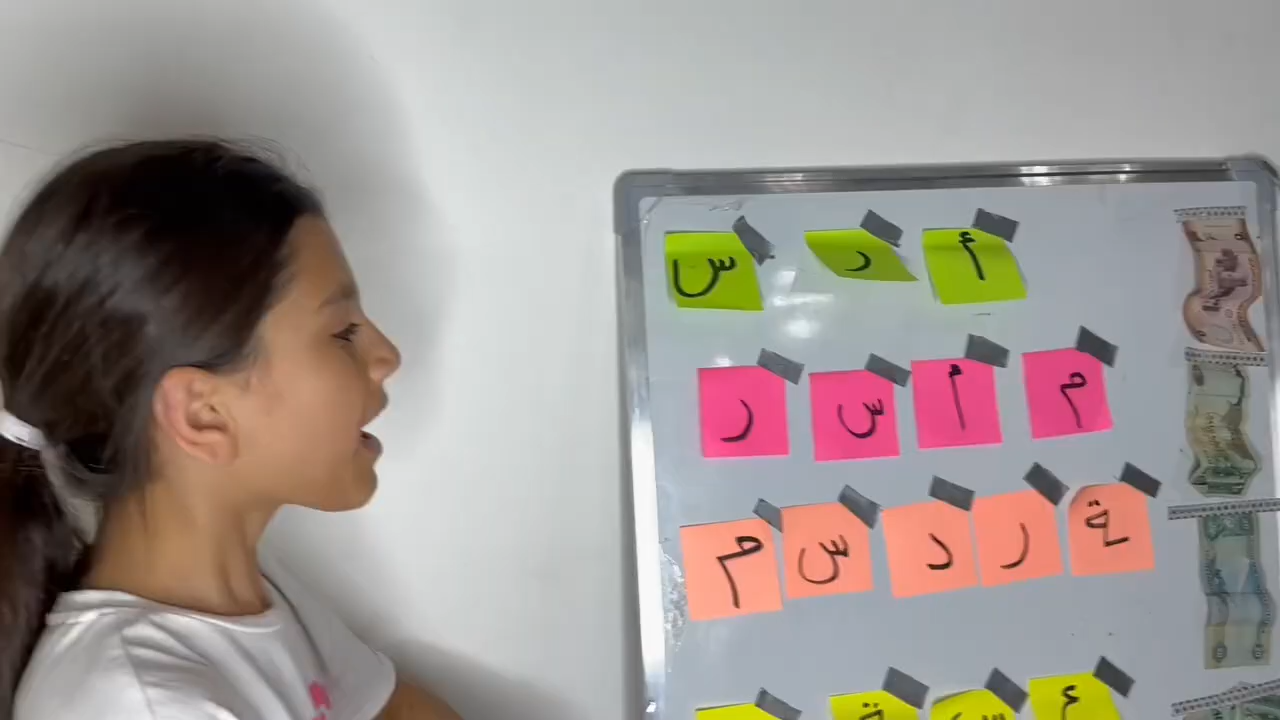 أ ر س
م أ س ر
ة ر د س م